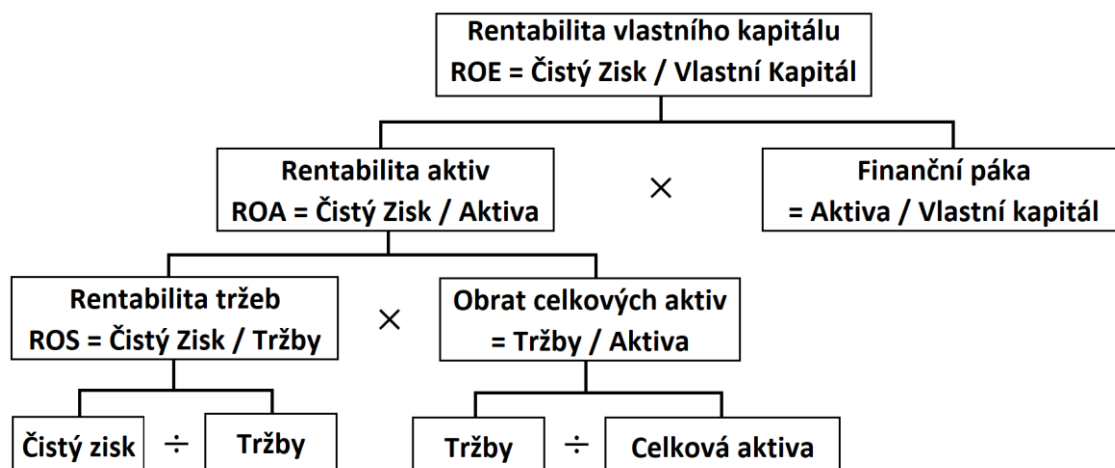 Rentabilita vlastního kapitálu
ROE = Čistý Zisk / Vlastní Kapitál
Rentabilita aktiv
ROA = Čistý Zisk / Aktiva
×
Finanční páka
= Aktiva / Vlastní kapitál
Rentabilita tržeb
ROS = Čistý Zisk / Tržby
×
Obrat celkových aktiv
= Tržby / Aktiva
Čistý zisk ÷ Tržby
Tržby ÷ Celková aktiva